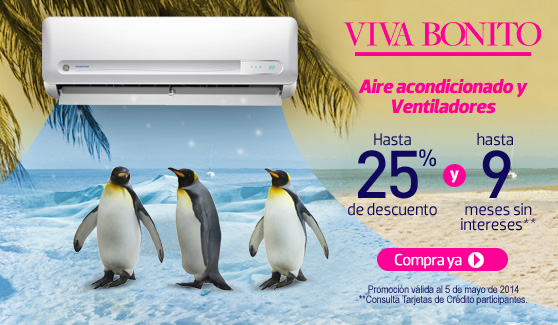 VIVA BONITO
Aire acondicionado y
Ventiladores
Hasta
25%
de descuento
y
hasta
9
meses sin
intereses**
Compra ya
Promoción válida al 5 de mayo de 2014
**Consulta Tarjetas de Crédito participantes.